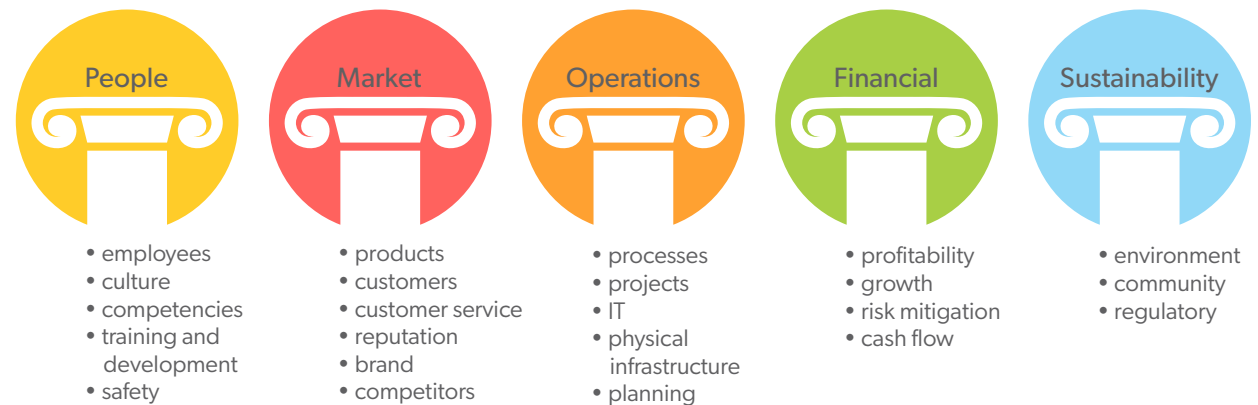 People
• employees
• culture
• competencies
• training and
development
• safety
Market
• products
• customers
• customer service
• reputation
• brand
• competitors
Operations
• processes
• projects
• IT
• physical
infrastructure
• planning
Financial
• profitability
• growth
• risk mitigation
• cash flow
Sustainability
• environment
• community
• regulatory